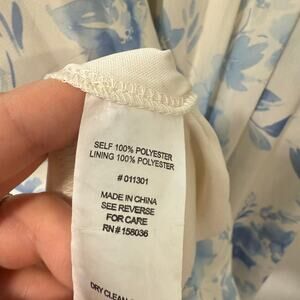 SELF 100% POLYESTER
LINING 100% POLYESTER
# 011301
MADE IN CHINA
SEE REVERSE
FOR CARE
RN# 158036
DRY CLEAN